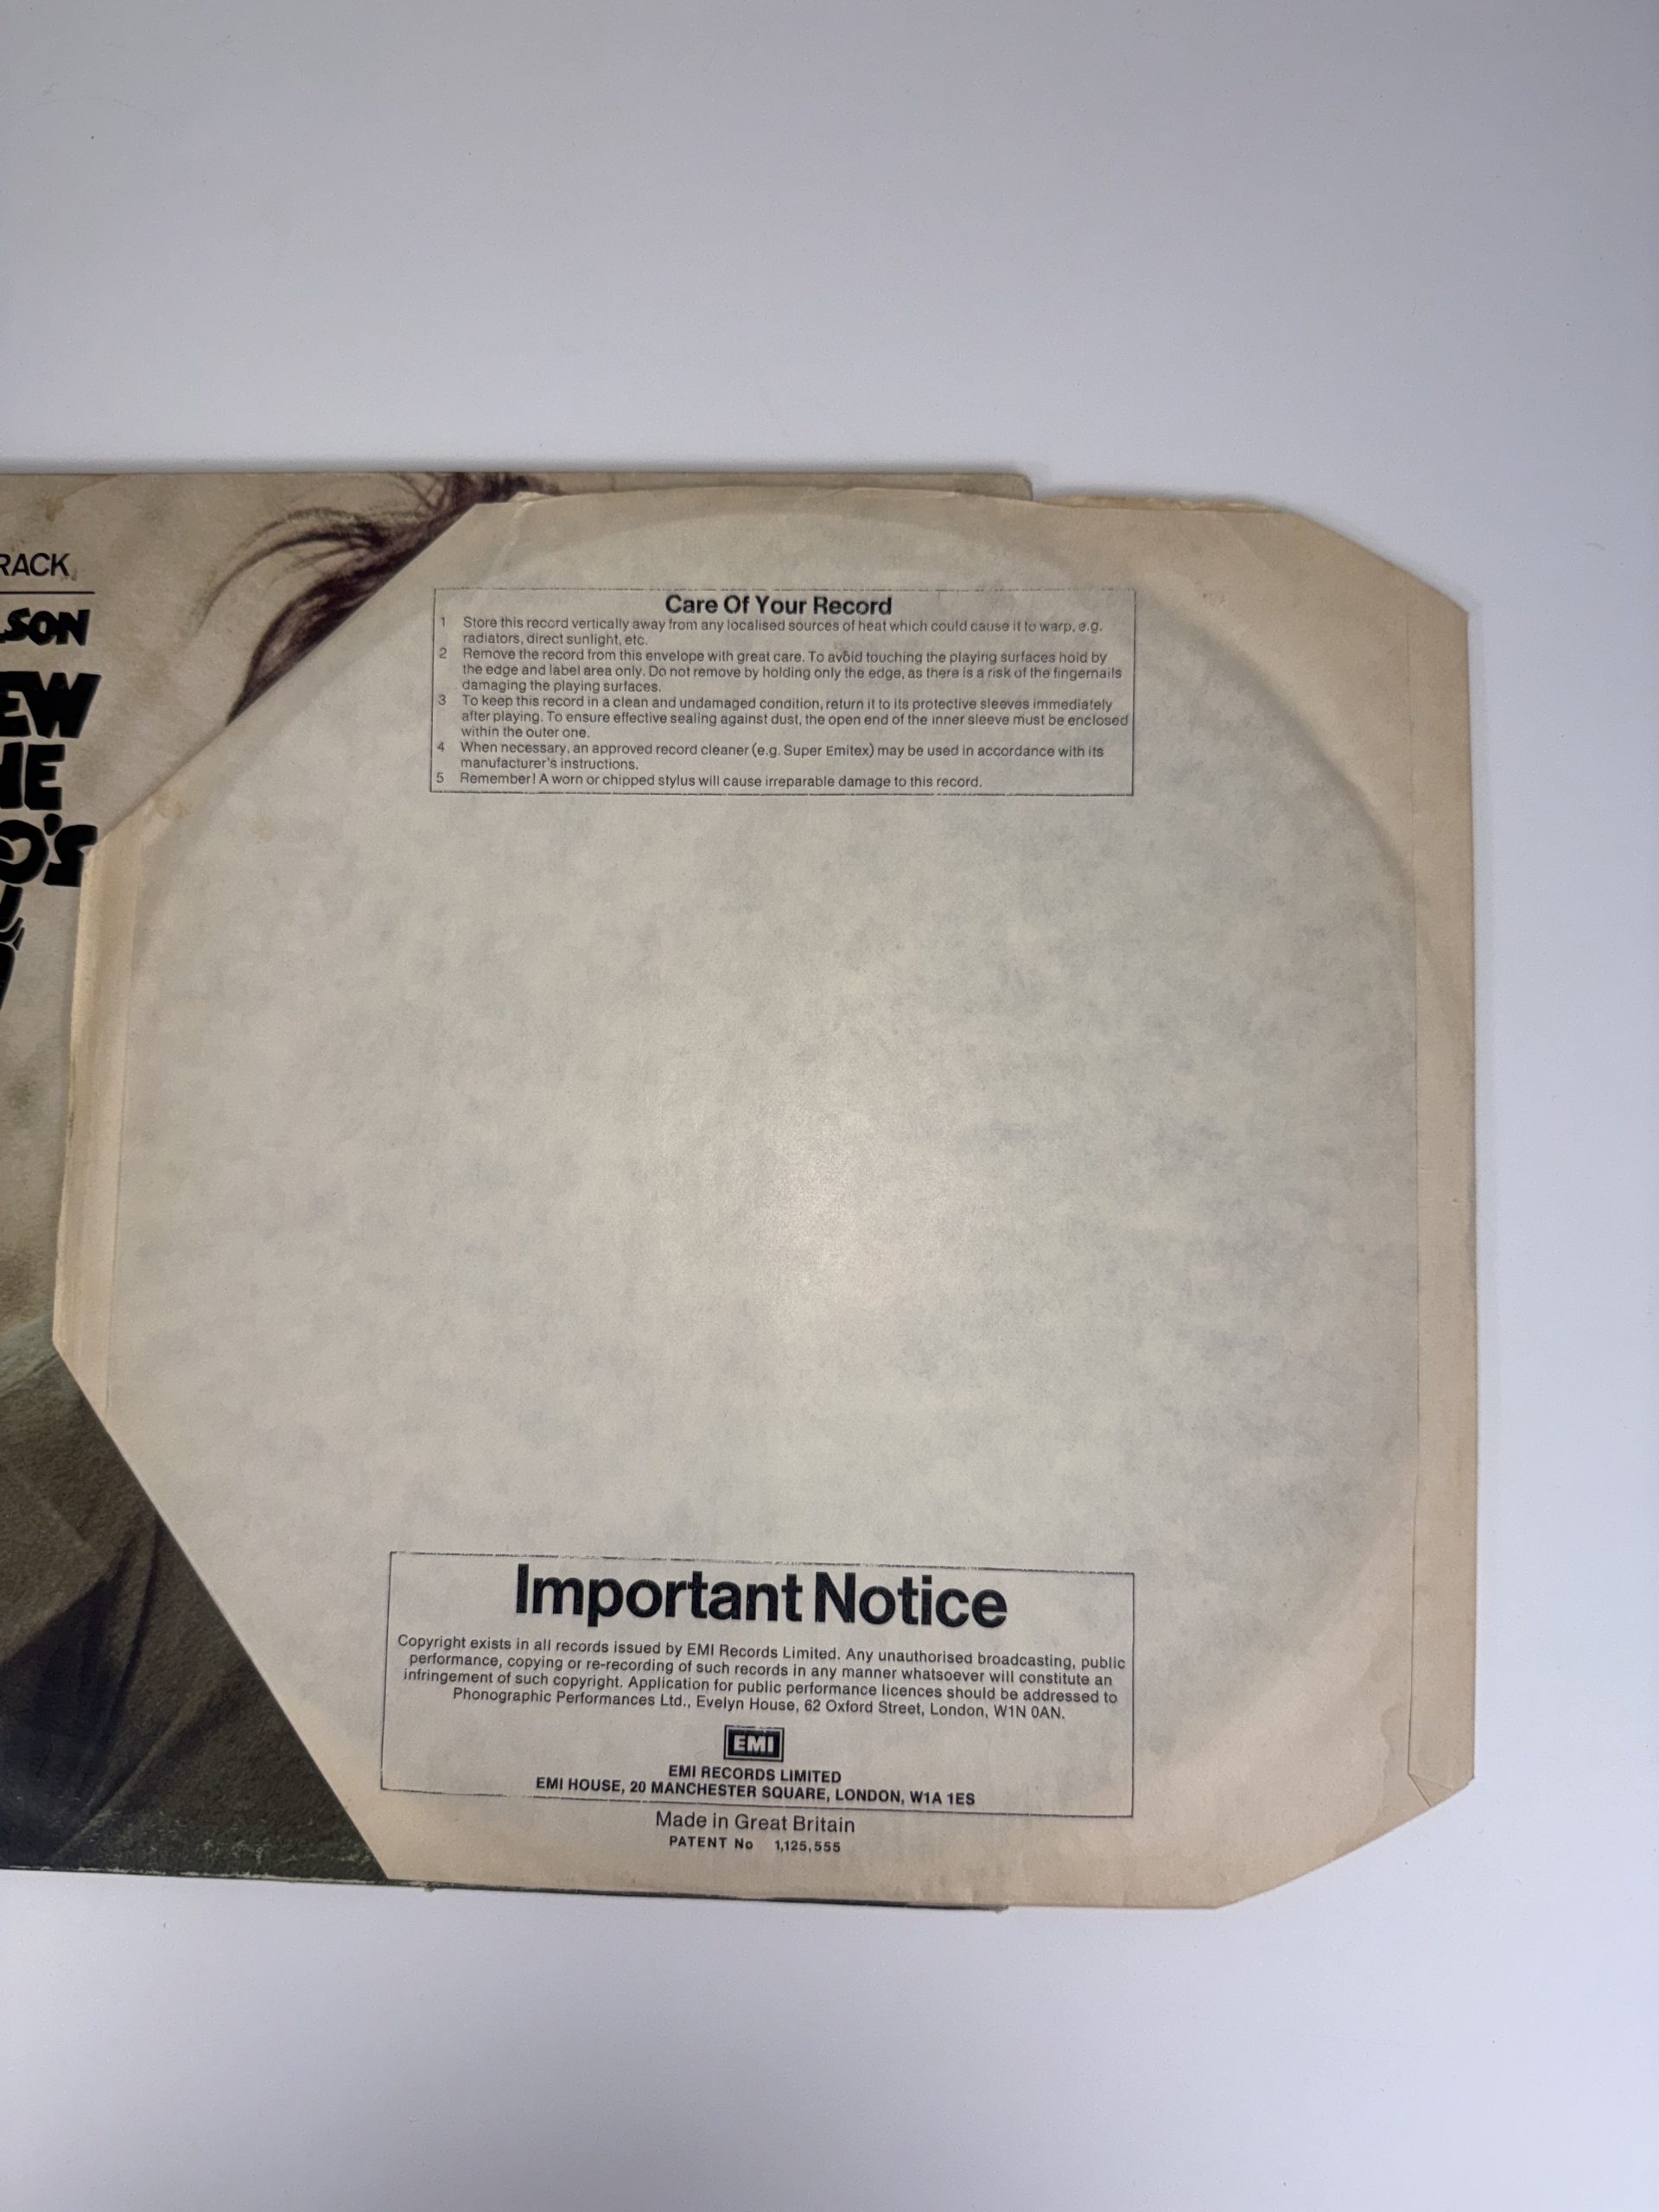 RACK
SON
EW
HE
O'S
Care Of Your Record
1 Store this record vertically away from any localised sources of heat which could cause it to warp, e.g.
radiators, direct sunlight, etc.
2 Remove the record from this envelope with great care. To avoid touching the playing surfaces hold by
the edge and label area only. Do not remove by holding only the edge, as there is a risk of the fingernails
damaging the playing surfaces.
3 To keep this record in a clean and undamaged condition, return it to its protective sleeves immediately
after playing. To ensure effective sealing against dust, the open end of the inner sleeve must be enclosed
within the outer one.
4 When necessary, an approved record cleaner (e.g. Super Emitex) may be used in accordance with its
manufacturer's instructions.
5 Remember! A worn or chipped stylus will cause irreparable damage to this record.
Important Notice
Copyright exists in all records issued by EMI Records Limited. Any unauthorised broadcasting, public
performance, copying or re-recording of such records in any manner whatsoever will constitute an
infringement of such copyright. Application for public performance licences should be addressed to
Phonographic Performances Ltd., Evelyn House, 62 Oxford Street, London, W1N 0AN.
EMI
EMI RECORDS LIMITED
EMI HOUSE, 20 MANCHESTER SQUARE, LONDON, W1A 1ES
Made in Great Britain
PATENT No 1,125,555